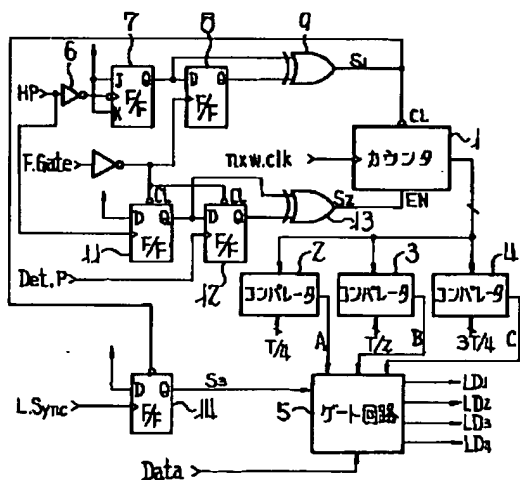 7
8
9
6
HP
J
Q
F/F
K
D
Q
F/F
S1
CL
1
カウンタ
nxw.clk
EN
F.Gate
CL
D
Q
F/F
11
CL
D
Q
F/F
12
S2
13
Det.P
2
コンパレータ
T/4
A
3
コンパレータ
T/2
B
4
コンパレータ
3T/4
C
D
Q
F/F
14
S3
L.Sync
5
ゲート回路
LD1
LD2
LD3
LD4
Data